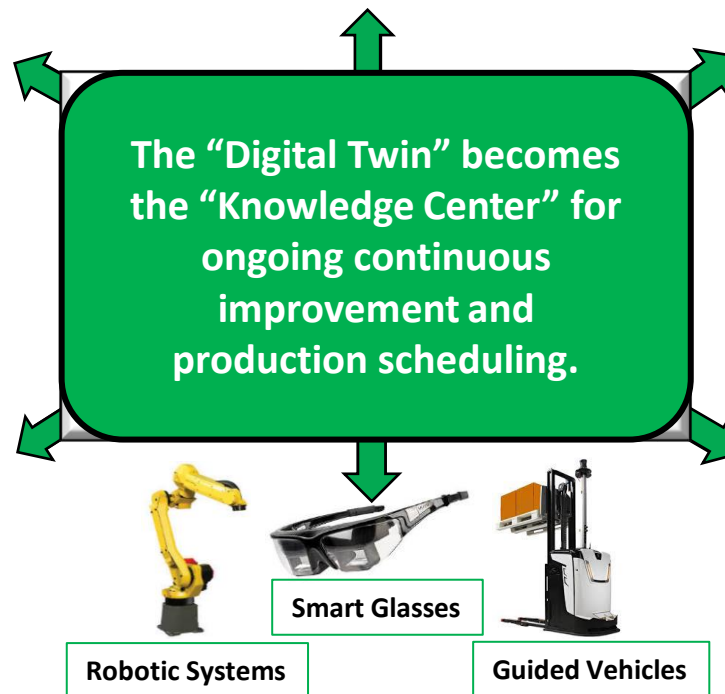 The “Digital Twin” becomes
the “Knowledge Center” for
ongoing continuous
improvement and
production scheduling.
Smart Glasses
Robotic Systems
Guided Vehicles